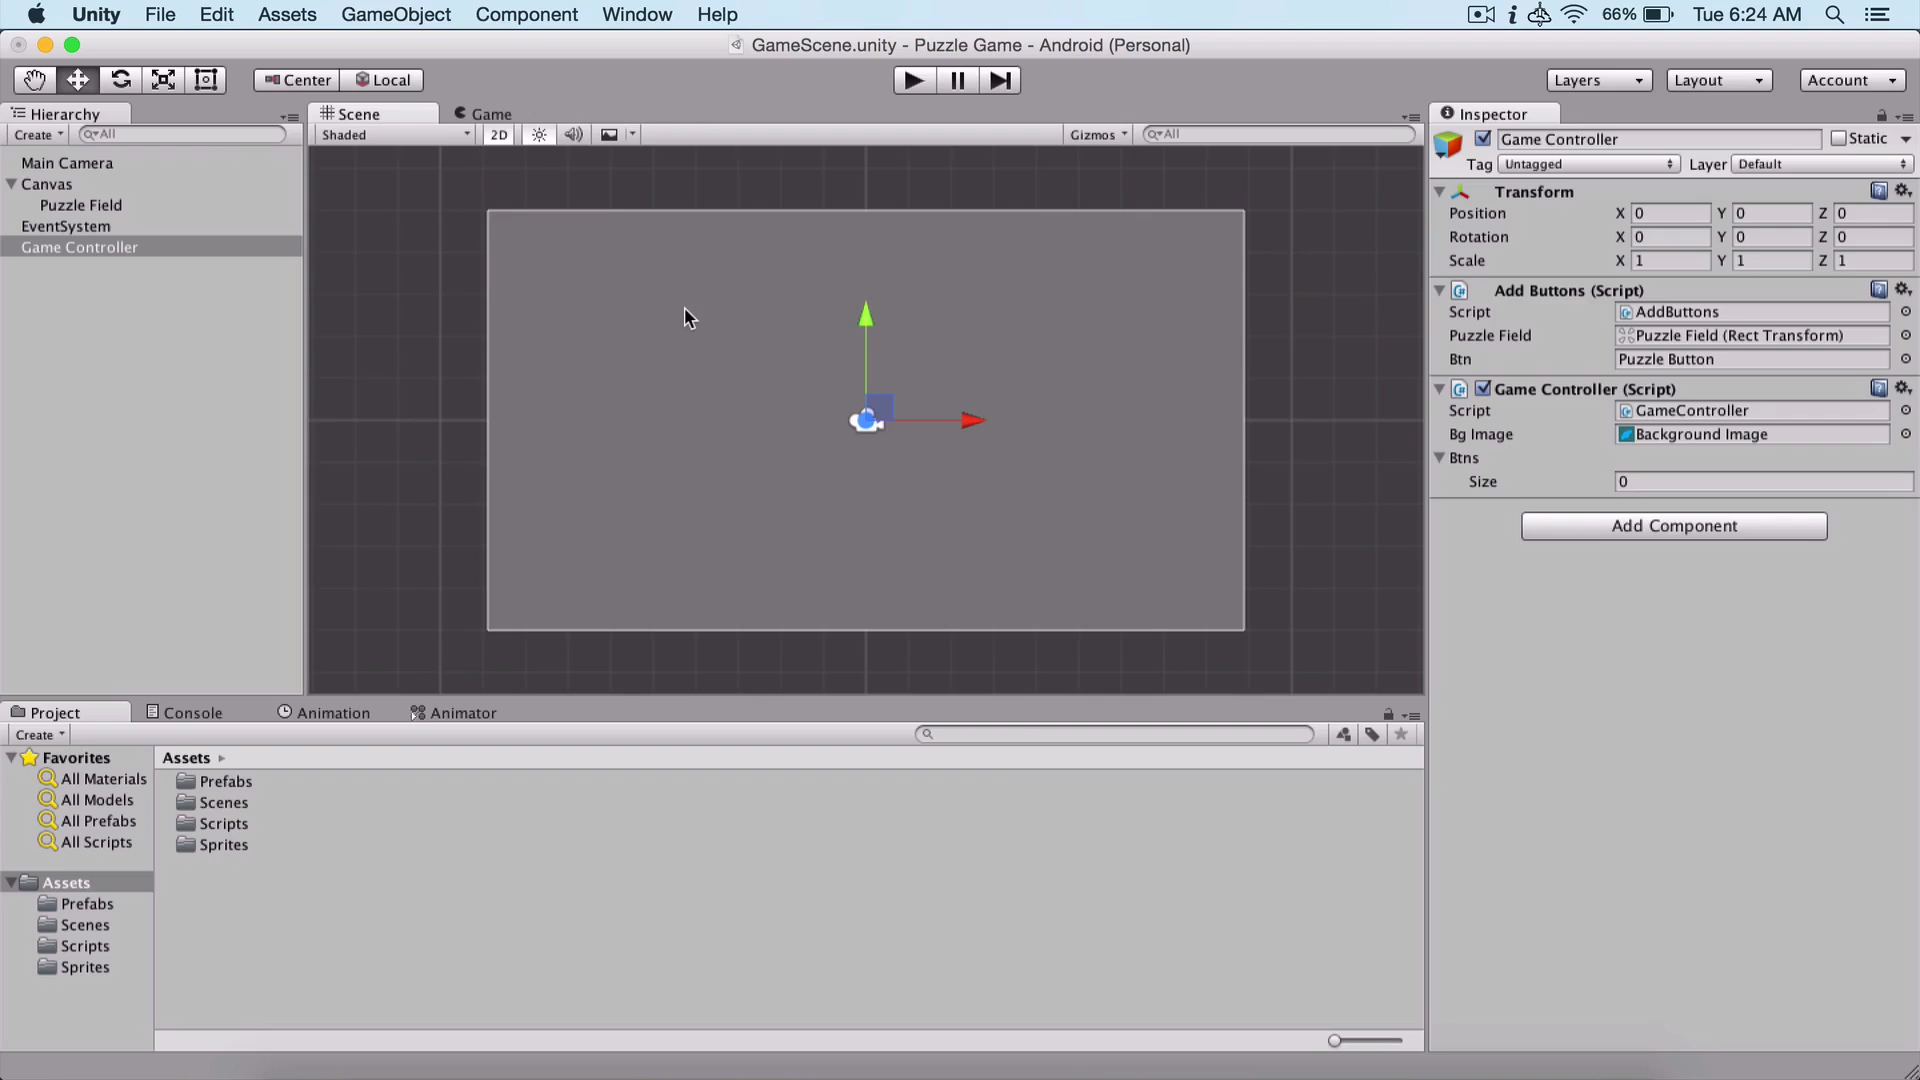 Unity File Edit Assets GameObject Component Window Help 66% Tue 6:24 AM
GameScene.unity - Puzzle Game - Android (Personal)
Center Local Layers Layout Account
Hierarchy
Create All
Main Camera
Canvas
Puzzle Field
EventSystem
Game Controller
Scene Game
Shaded 2D Gizmos All
Inspector
Game Controller Static
Tag Untagged Layer Default
Transform
Position X 0 Y 0 Z 0
Rotation X 0 Y 0 Z 0
Scale X 1 Y 1 Z 1
Add Buttons (Script)
Script AddButtons
Puzzle Field Puzzle Field (Rect Transform)
Btn Puzzle Button
Game Controller (Script)
Script GameController
Bg Image Background Image
Btns
Size 0
Add Component
Project Console Animation Animator
Create
Favorites
All Materials
All Models
All Prefabs
All Scripts
Assets
Prefabs
Scenes
Scripts
Sprites
Assets
Prefabs
Scenes
Scripts
Sprites